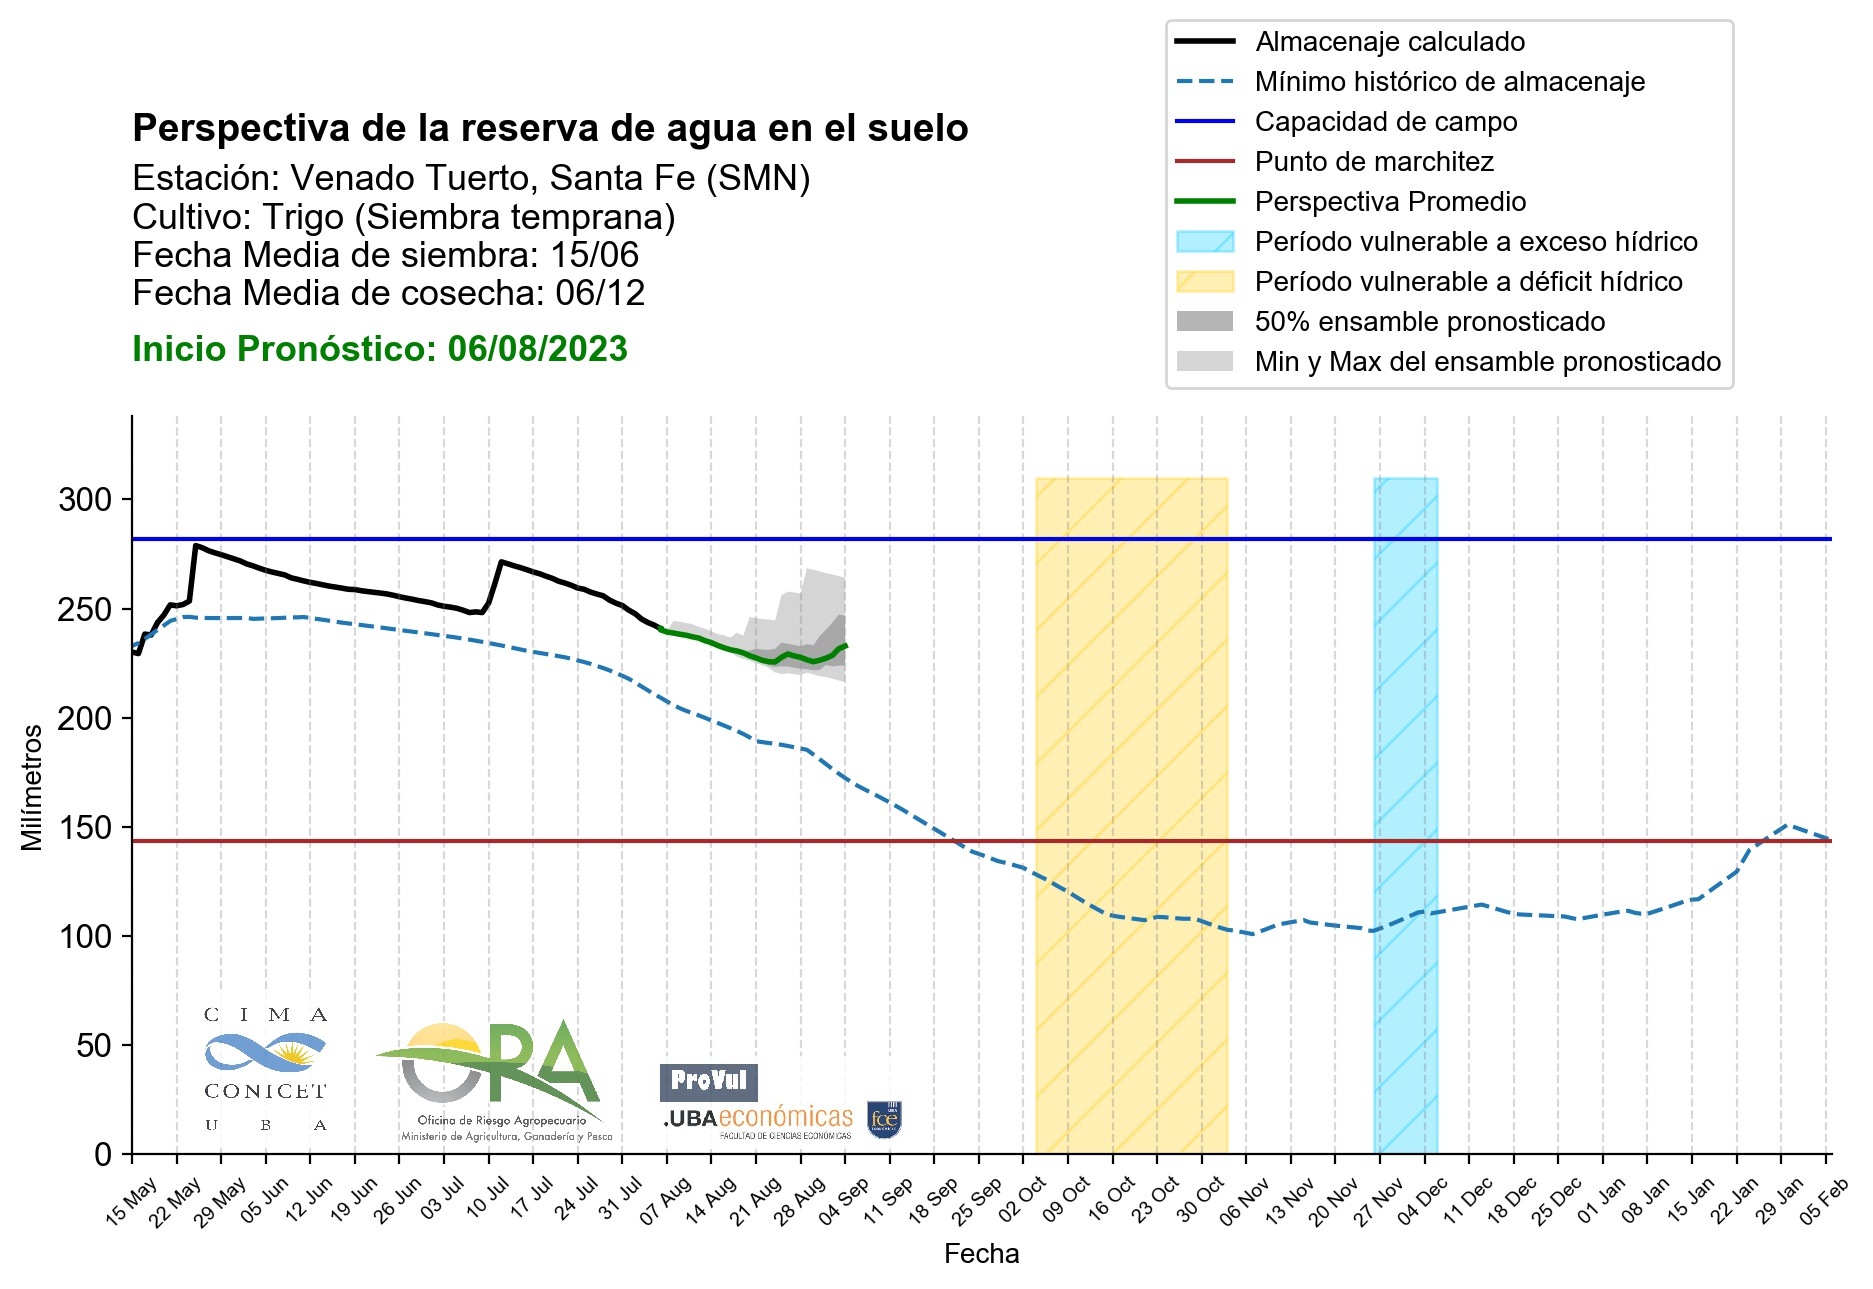 Almacenaje calculado
Mínimo histórico de almacenaje
Capacidad de campo
Punto de marchitez
Perspectiva Promedio
Período vulnerable a exceso hídrico
Período vulnerable a déficit hídrico
50% ensamble pronosticado
Min y Max del ensamble pronosticado
Perspectiva de la reserva de agua en el suelo
Estación: Venado Tuerto, Santa Fe (SMN)
Cultivo: Trigo (Siembra temprana)
Fecha Media de siembra: 15/06
Fecha Media de cosecha: 06/12
Inicio Pronóstico: 06/08/2023
Milímetros
300
250
200
150
100
50
0
CIMA
CONICET
UBA
ORA
Oficina de Riesgo Agropecuario
Ministerio de Agricultura, Ganadería y Pesca
ProVul
.UBAeconómicas
FACULTAD DE CIENCIAS ECONÓMICAS
fce
15 May
22 May
29 May
05 Jun
12 Jun
19 Jun
26 Jun
03 Jul
10 Jul
17 Jul
24 Jul
31 Jul
07 Aug
14 Aug
21 Aug
28 Aug
04 Sep
11 Sep
18 Sep
25 Sep
02 Oct
09 Oct
16 Oct
23 Oct
30 Oct
06 Nov
13 Nov
20 Nov
27 Nov
04 Dec
11 Dec
18 Dec
25 Dec
01 Jan
08 Jan
15 Jan
22 Jan
29 Jan
05 Feb
Fecha